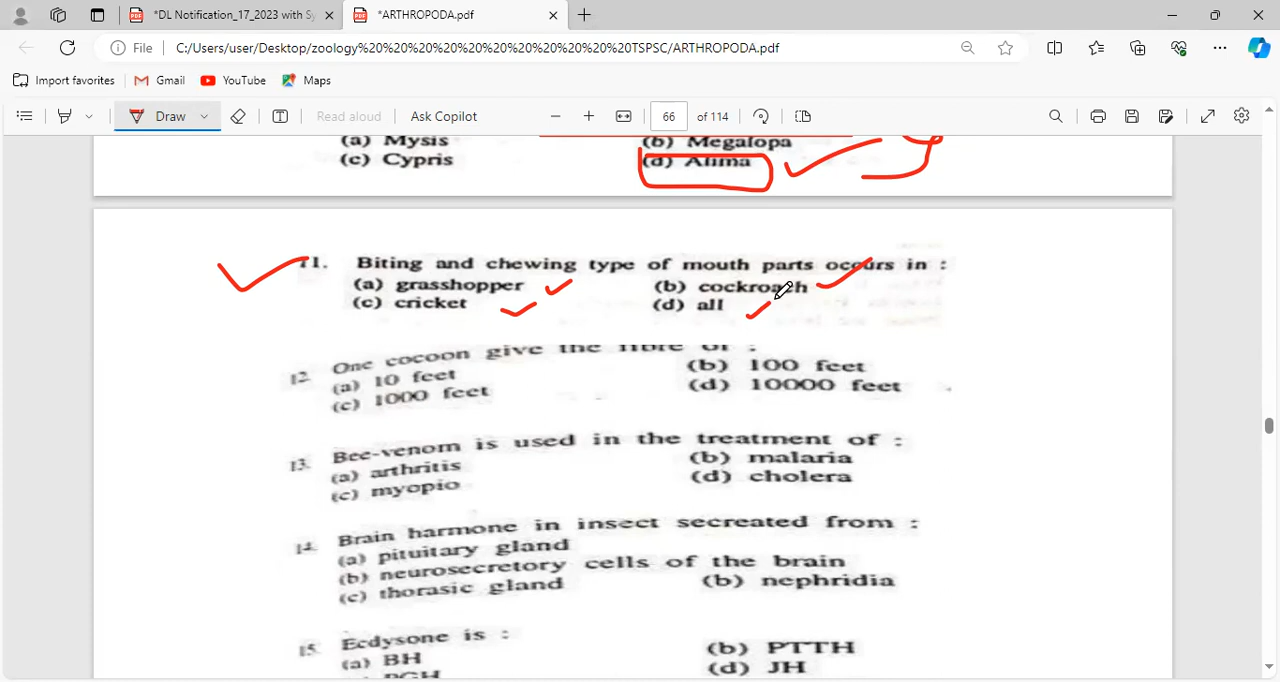 *DL Notification_17_2023 with Sy
*ARTHROPODA.pdf
File
C:/Users/user/Desktop/zoology%20%20%20%20%20%20%20%20%20%20%20TSPSC/ARTHROPODA.pdf
Import favorites
Gmail
YouTube
Maps
Draw
Read aloud
Ask Copilot
66 of 114
(a) Mysis (b) Megalopa
(c) Cypris (d) Alima
11. Biting and chewing type of mouth parts occurs in :
(a) grasshopper (b) cockroach
(c) cricket (d) all
12. One cocoon give the fibre of :
(a) 10 feet (b) 100 feet
(c) 1000 feet (d) 10000 feet
13. Bee-venom is used in the treatment of :
(a) arthritis (b) malaria
(c) myopio (d) cholera
14. Brain harmone in insect secreated from :
(a) pituitary gland
(b) neurosecretory cells of the brain
(c) thorasic gland (b) nephridia
15. Ecdysone is :
(a) BH (b) PTTH
PGH (d) JH